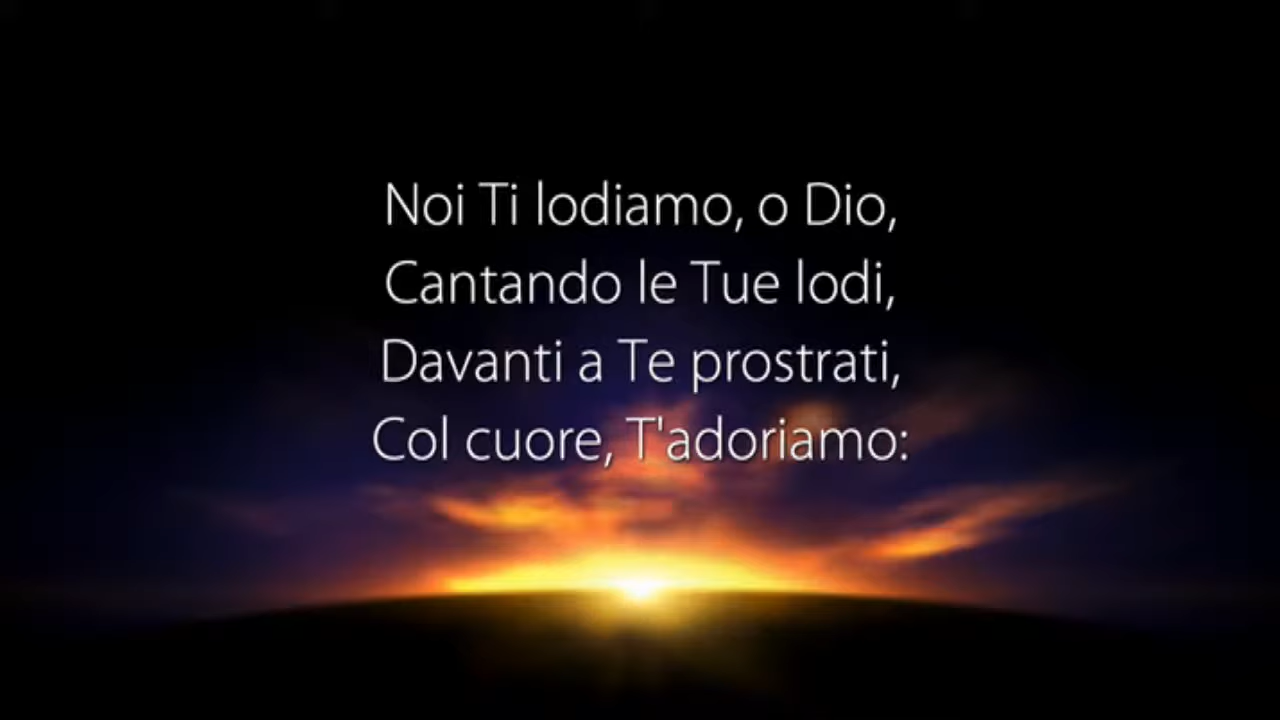 Noi Ti lodiamo, o Dio,
Cantando le Tue lodi,
Davanti a Te prostrati,
Col cuore, T'adoriamo: